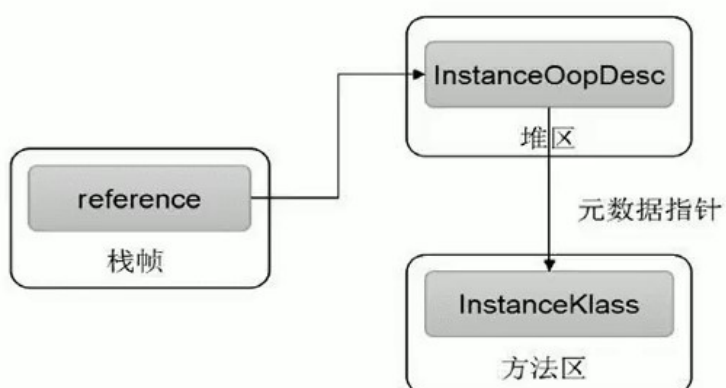 InstanceOopDesc
堆区
reference
栈帧
元数据指针
InstanceKlass
方法区